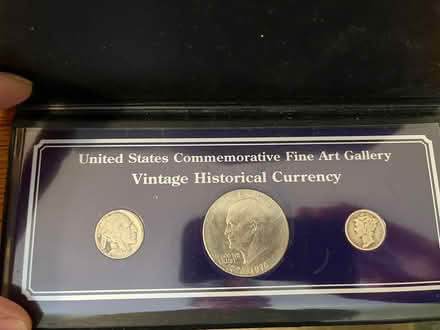 United States Commemorative Fine Art Gallery
Vintage Historical Currency